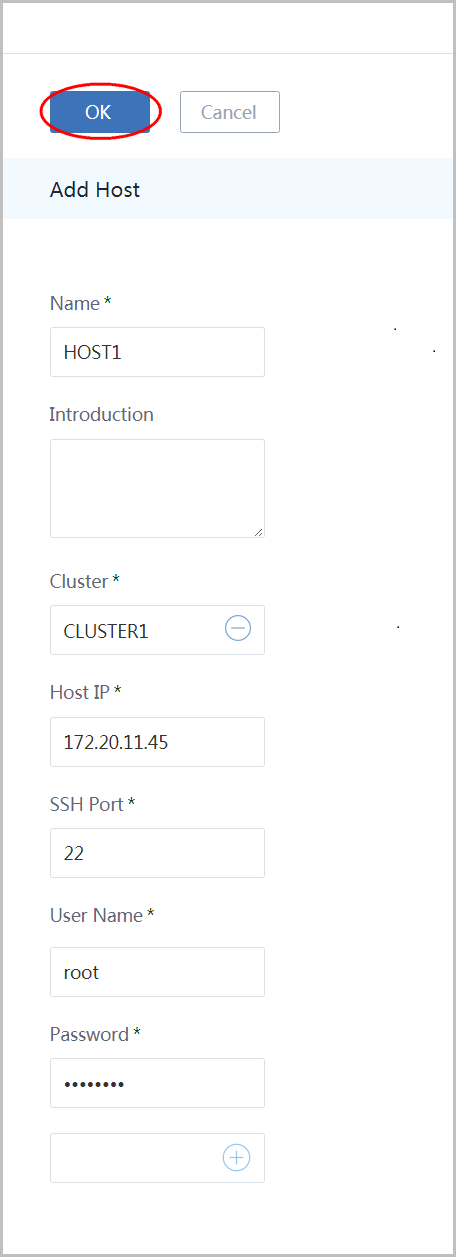 OK Cancel
Add Host
Name *
HOST1
Introduction
Cluster *
CLUSTER1
Host IP *
172.20.11.45
SSH Port *
22
User Name *
root
Password *
••••••••